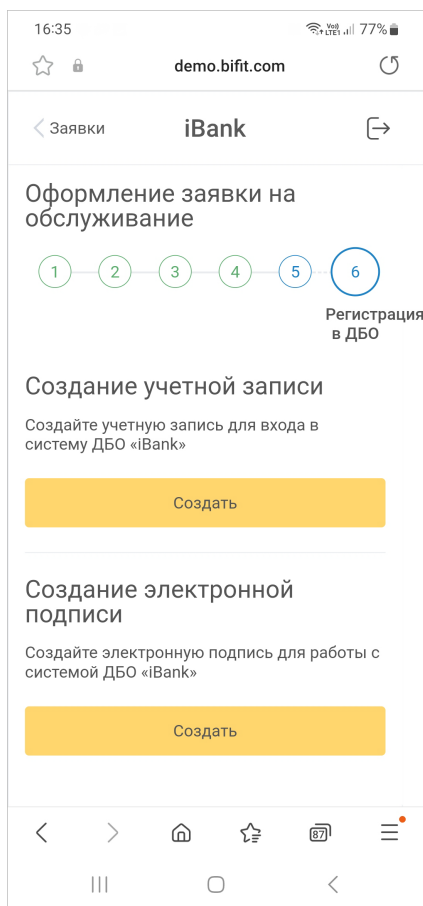 16:35
Vo)) LTE1 77%
demo.bifit.com
Заявки
iBank
Оформление заявки на
обслуживание
1 2 3 4 5 6
Регистрация
в ДБО
Создание учетной записи
Создайте учетную запись для входа в
систему ДБО «iBank»
Создать
Создание электронной
подписи
Создайте электронную подпись для работы с
системой ДБО «iBank»
Создать
87